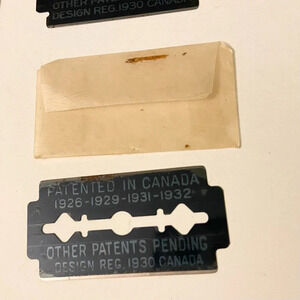 OTHER PATENTS PENDING
DESIGN REG. 1930 CANADA
PATENTED IN CANADA
1926-1929-1931-1932
OTHER PATENTS PENDING
DESIGN REG. 1930 CANADA